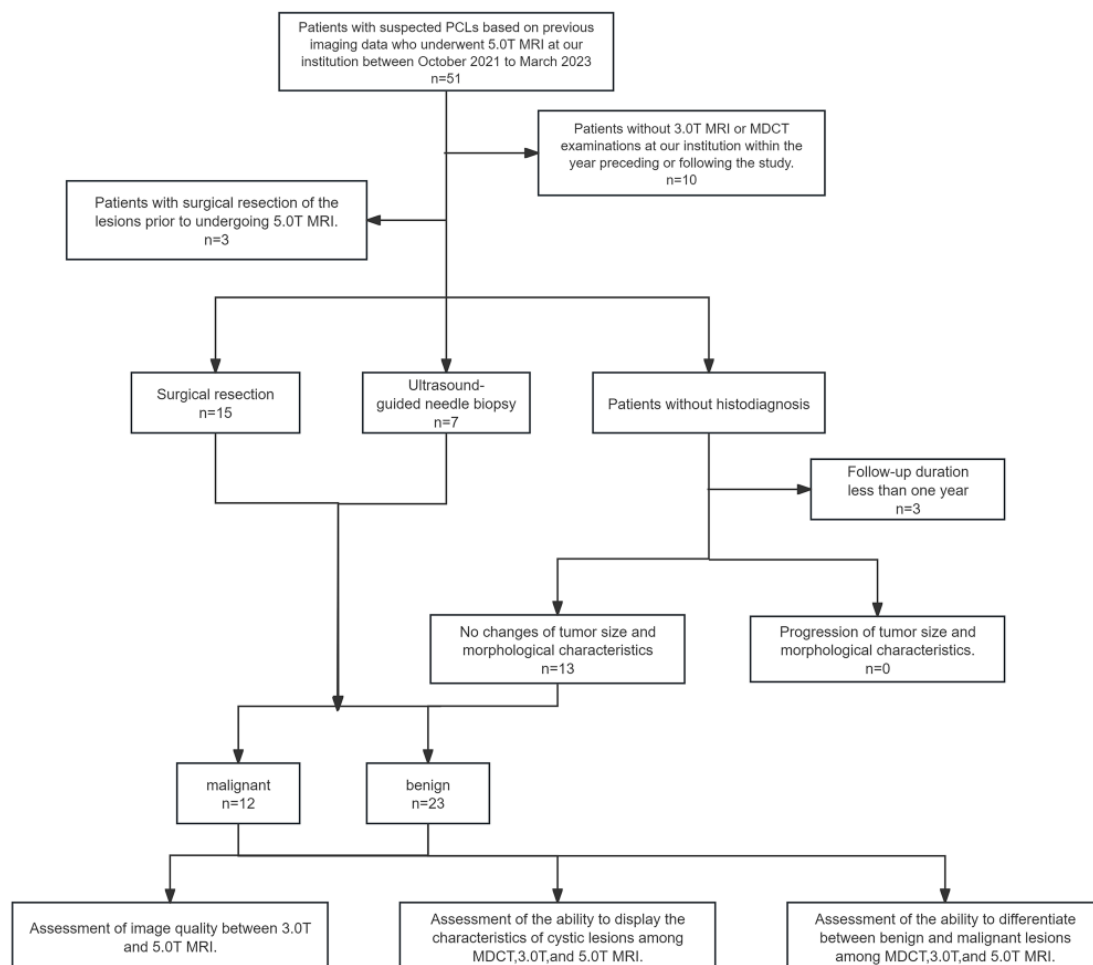 Patients with suspected PCLs based on previous
imaging data who underwent 5.0T MRI at our
institution between October 2021 to March 2023
n=51
Patients without 3.0T MRI or MDCT
examinations at our institution within the
year preceding or following the study.
n=10
Patients with surgical resection of the
lesions prior to undergoing 5.0T MRI.
n=3
Surgical resection
n=15
Ultrasound-
guided needle biopsy
n=7
Patients without histodiagnosis
Follow-up duration
less than one year
n=3
No changes of tumor size and
morphological characteristics
n=13
Progression of tumor size and
morphological characteristics.
n=0
malignant
n=12
benign
n=23
Assessment of image quality between 3.0T
and 5.0T MRI.
Assessment of the ability to display the
characteristics of cystic lesions among
MDCT,3.0T,and 5.0T MRI.
Assessment of the ability to differentiate
between benign and malignant lesions
among MDCT,3.0T,and 5.0T MRI.